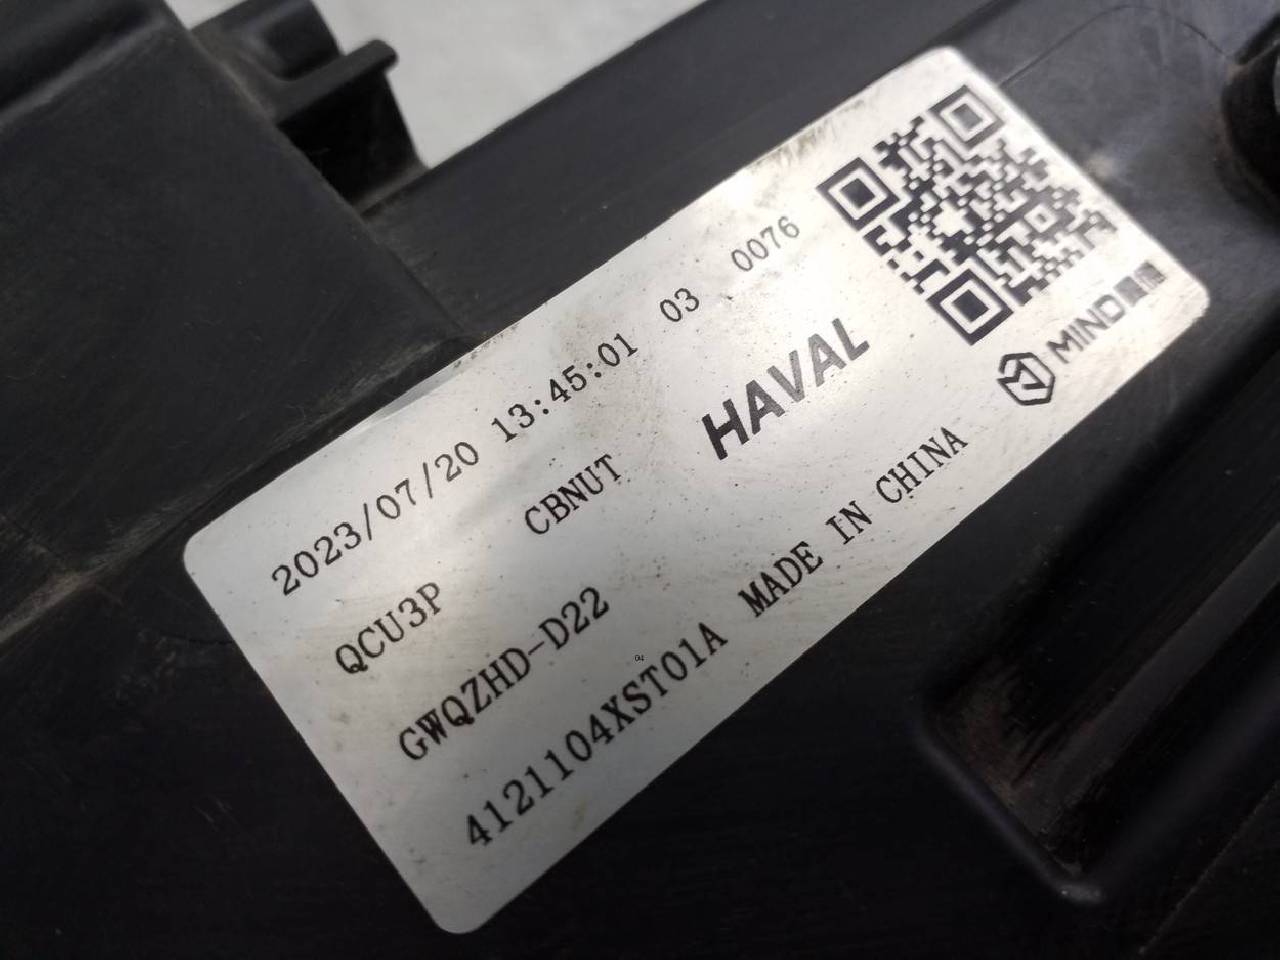 2023/07/20 13:45:01 03 0076
QCU3P CBNUT HAVAL
GWQZHD-D22
4121104XST01A MADE IN CHINA
MIND